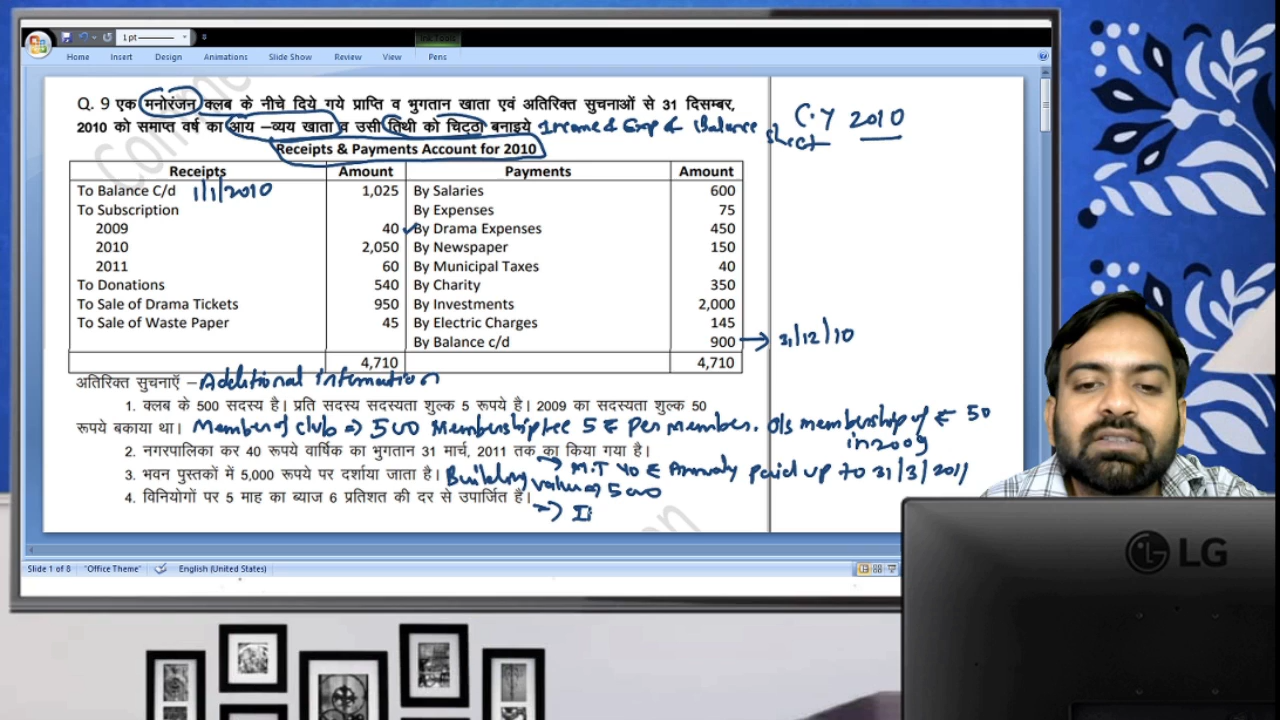 1 pt
Ink Tools
Home Insert Design Animations Slide Show Review View Pens
Q. 9 एक मनोरंजन क्लब के नीचे दिये गये प्राप्ति व भुगतान खाता एवं अतिरिक्त सूचनाओं से 31 दिसम्बर,
2010 को समाप्त वर्ष का आय –व्यय खाता व उसी तिथी को चिट्ठा बनाइये Income & Exp & Balance
Sheet
C.Y 2010
Receipts & Payments Account for 2010
Receipts Amount Payments Amount
To Balance C/d 1/1/2010 1,025 By Salaries 600
To Subscription By Expenses 75
2009 40 By Drama Expenses 450
2010 2,050 By Newspaper 150
2011 60 By Municipal Taxes 40
To Donations 540 By Charity 350
To Sale of Drama Tickets 950 By Investments 2,000
To Sale of Waste Paper 45 By Electric Charges 145
By Balance c/d 900 → 31/12/10
4,710 4,710
अतिरिक्त सूचनाएॅं – Additional Information
1. क्लब के 500 सदस्य है। प्रति सदस्य सदस्यता शुल्क 5 रूपये है। 2009 का सदस्यता शुल्क 50
रूपये बकाया था। Member of club ⇒ 500 Membership fee 5 ₹ Per member. O/s membership of ₹ 50
in 2009
2. नगरपालिका कर 40 रूपये वार्षिक का भुगतान 31 मार्च, 2011 तक का किया गया है।
→ M.T 40 ₹ Annualy paid up to 31/3/2011
3. भवन पुस्तकों में 5,000 रूपये पर दर्शाया जाता है। Building value of 5000
4. विनियोगों पर 5 माह का ब्याज 6 प्रतिशत की दर से उपार्जित है।
Slide 1 of 8 "Office Theme" English (United States)
LG